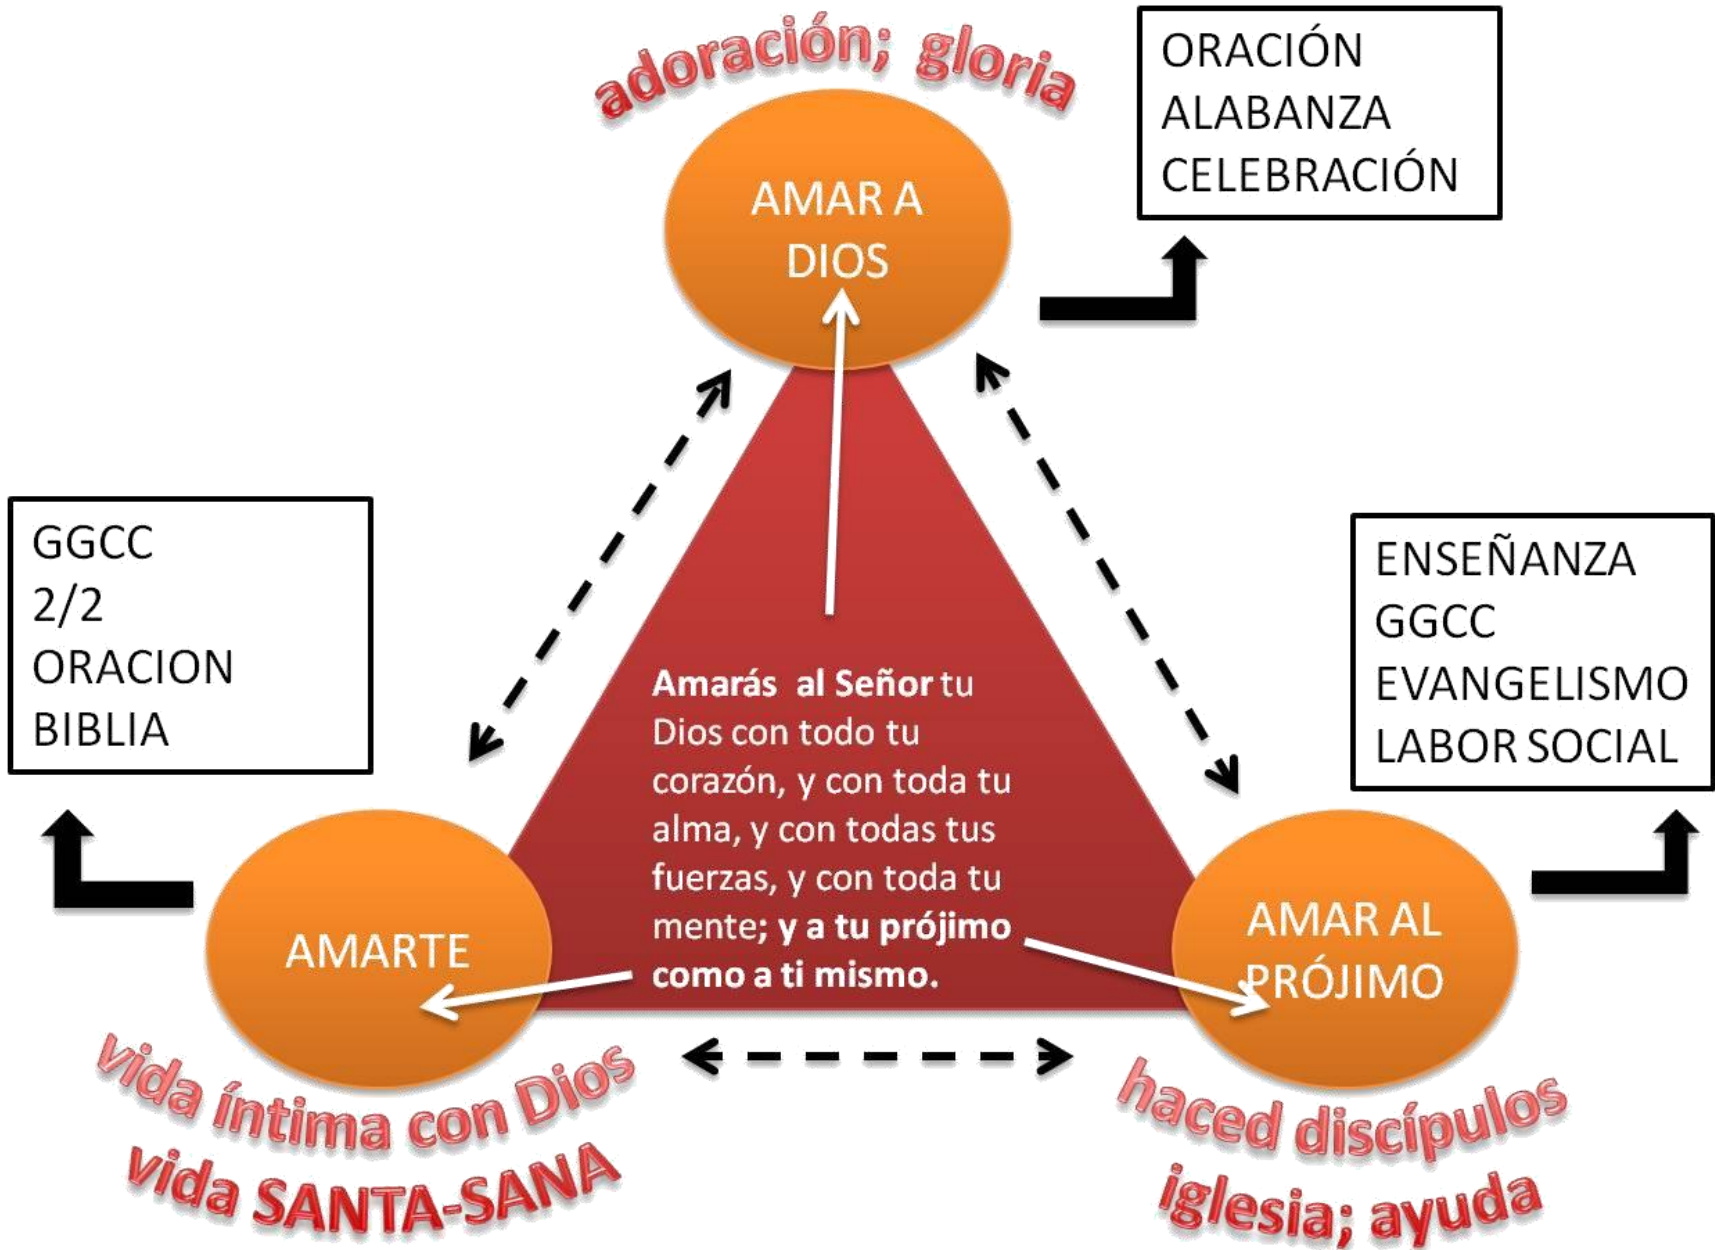 adoración; gloria
AMAR A
DIOS
ORACIÓN
ALABANZA
CELEBRACIÓN
GGCC
2/2
ORACION
BIBLIA
ENSEÑANZA
GGCC
EVANGELISMO
LABOR SOCIAL
Amarás al Señor tu
Dios con todo tu
corazón, y con toda tu
alma, y con todas tus
fuerzas, y con toda tu
mente; y a tu prójimo
como a ti mismo.
AMARTE
AMAR AL
PRÓJIMO
vida íntima con Dios
vida SANTA-SANA
haced discípulos
iglesia; ayuda